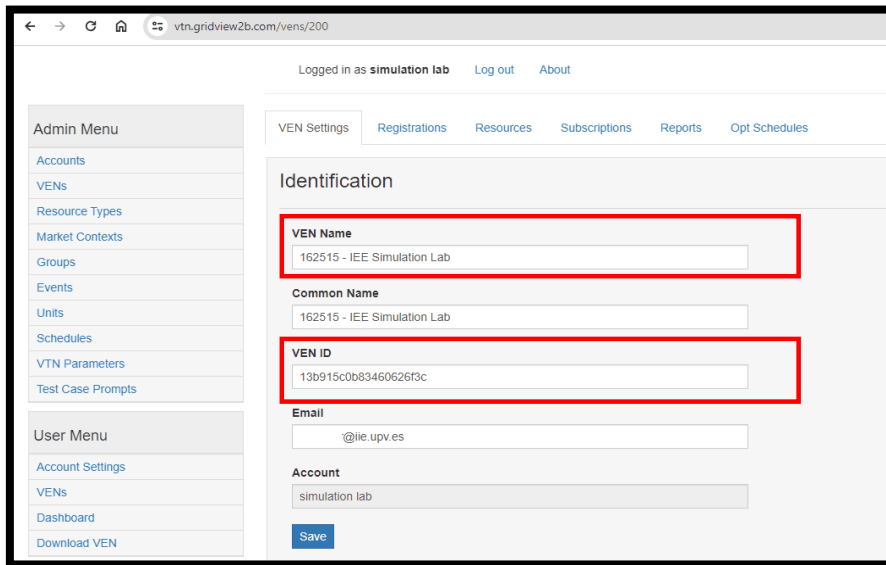 vtn.gridview2b.com/vens/200
Logged in as simulation lab Log out About
Admin Menu
Accounts
VENs
Resource Types
Market Contexts
Groups
Events
Units
Schedules
VTN Parameters
Test Case Prompts
User Menu
Account Settings
VENs
Dashboard
Download VEN
VEN Settings Registrations Resources Subscriptions Reports Opt Schedules
Identification
VEN Name
162515 - IEE Simulation Lab
Common Name
162515 - IEE Simulation Lab
VEN ID
13b915c0b83460626f3c
Email
@iie.upv.es
Account
simulation lab
Save